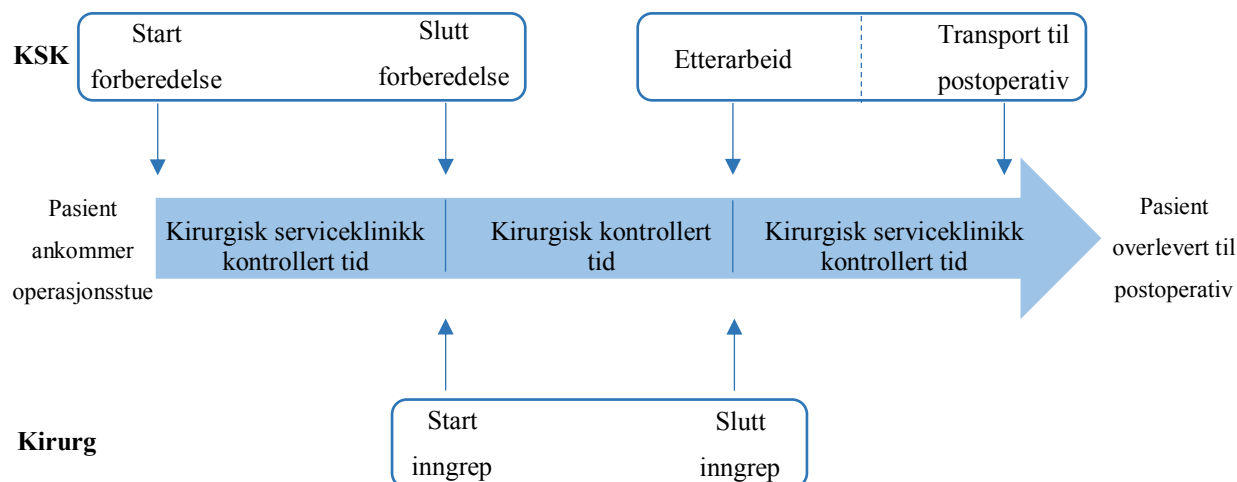 KSK
Start
forberedelse
Slutt
forberedelse
Etterarbeid
Transport til
postoperativ
Pasient
ankommer
operasjonsstue
Kirurgisk serviceklinikk
kontrollert tid
Kirurgisk kontrollert
tid
Kirurgisk serviceklinikk
kontrollert tid
Pasient
overlevert til
postoperativ
Kirurg
Start
inngrep
Slutt
inngrep